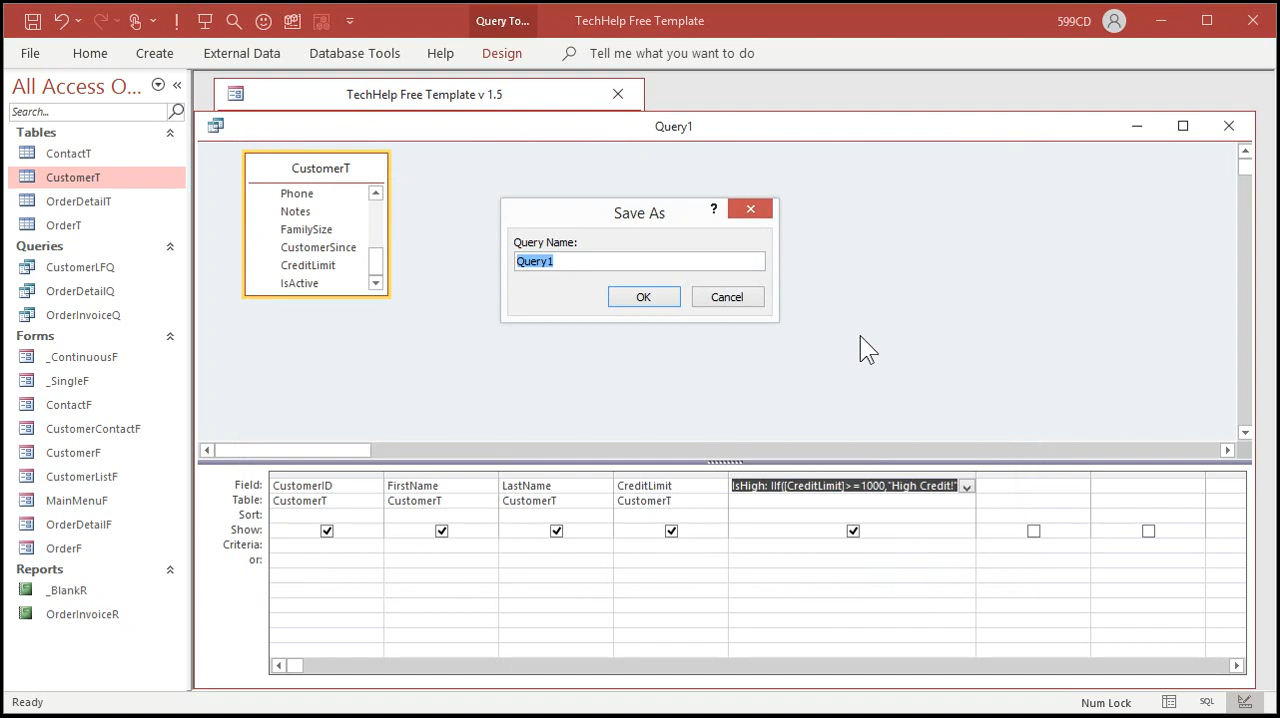 Query To...
TechHelp Free Template
599CD
File Home Create External Data Database Tools Help Design Tell me what you want to do
All Access O...
Search...
Tables
ContactT
CustomerT
OrderDetailT
OrderT
Queries
CustomerLFQ
OrderDetailQ
OrderInvoiceQ
Forms
_ContinuousF
_SingleF
ContactF
CustomerContactF
CustomerF
CustomerListF
MainMenuF
OrderDetailF
OrderF
Reports
_BlankR
OrderInvoiceR
TechHelp Free Template v 1.5
Query1
CustomerT
Phone
Notes
FamilySize
CustomerSince
CreditLimit
IsActive
Save As
?
Query Name:
Query1
OK Cancel
Field: CustomerID FirstName LastName CreditLimit IsHigh: IIf([CreditLimit]>=1000,"High Credit!"
Table: CustomerT CustomerT CustomerT CustomerT
Sort:
Show:
Criteria:
or:
Ready
Num Lock
SQL